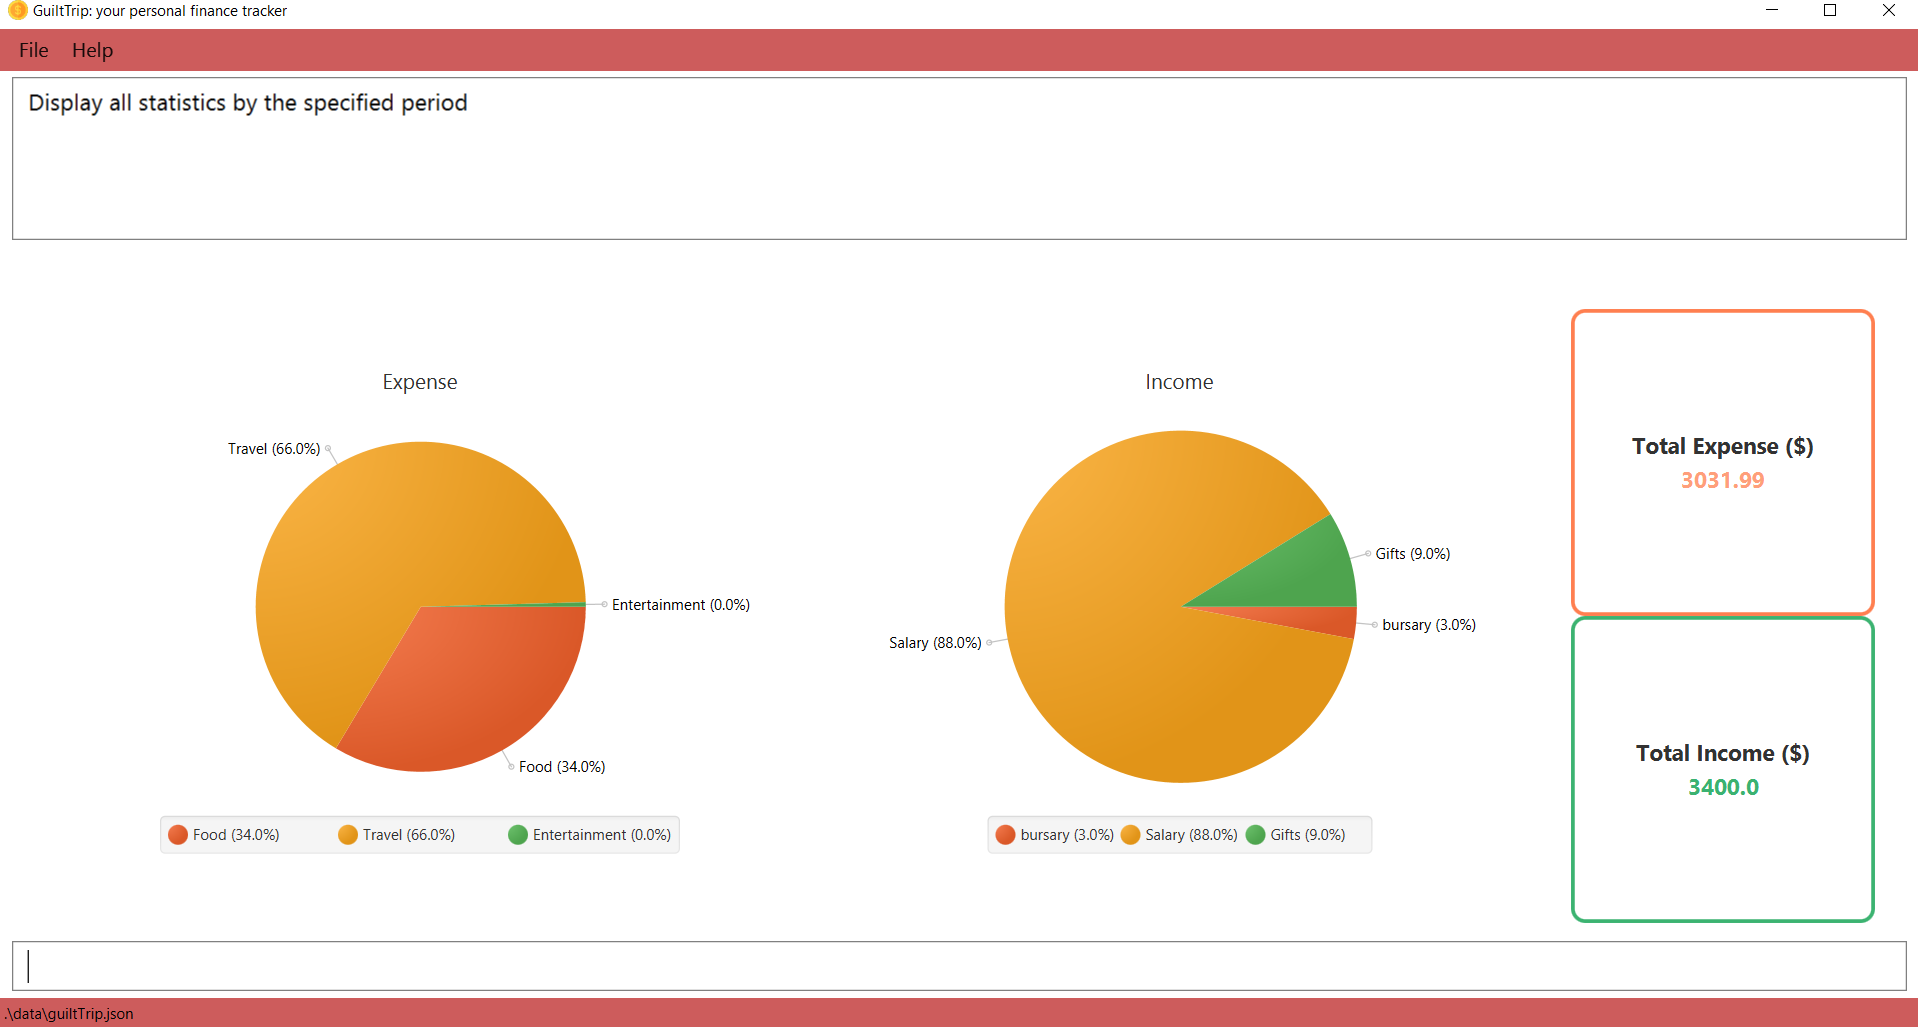 GuiltTrip: your personal finance tracker
File Help
Display all statistics by the specified period
Expense
Travel (66.0%)
Entertainment (0.0%)
Food (34.0%)
Food (34.0%) Travel (66.0%) Entertainment (0.0%)
Income
Gifts (9.0%)
bursary (3.0%)
Salary (88.0%)
bursary (3.0%) Salary (88.0%) Gifts (9.0%)
Total Expense ($)
3031.99
Total Income ($)
3400.0
.\data\guiltTrip.json